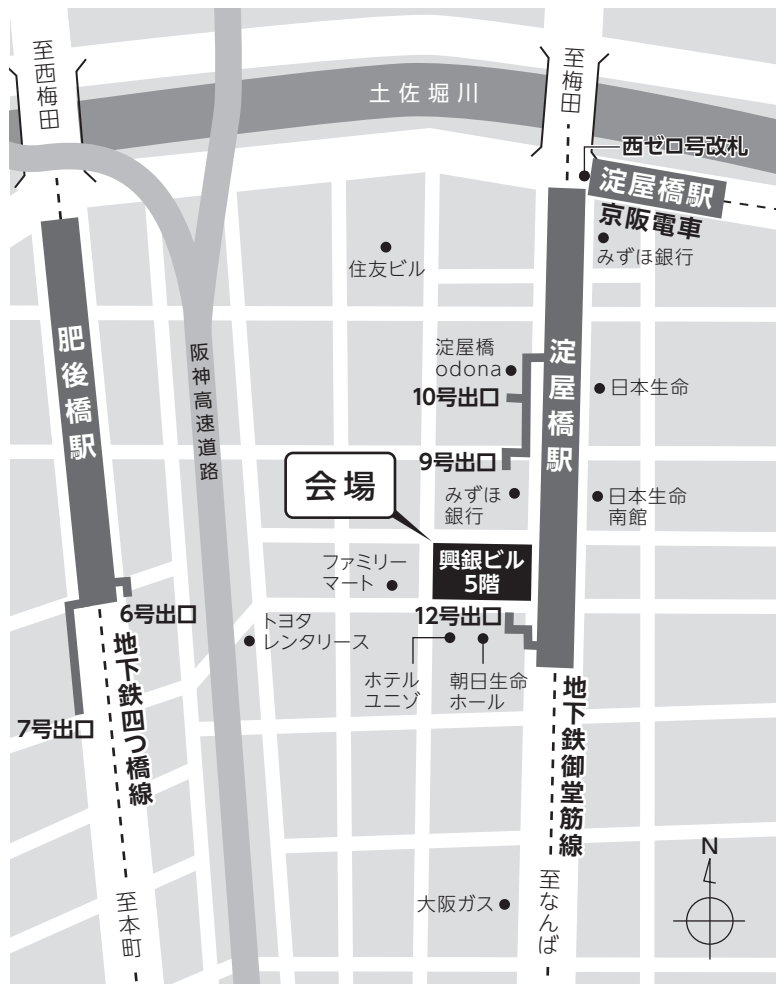 至西梅田
土佐堀川
至梅田
西ゼロ号改札
淀屋橋駅
京阪電車
みずほ銀行
住友ビル
肥後橋駅
阪神高速道路
淀屋橋
odona
10号出口
淀屋橋駅
日本生命
9号出口
会場
みずほ
銀行
日本生命
南館
興銀ビル
5階
ファミリー
マート
6号出口
12号出口
トヨタ
レンタリース
地下鉄四つ橋線
7号出口
ホテル
ユニゾ
朝日生命
ホール
地下鉄御堂筋線
至本町
大阪ガス
至なんば
N